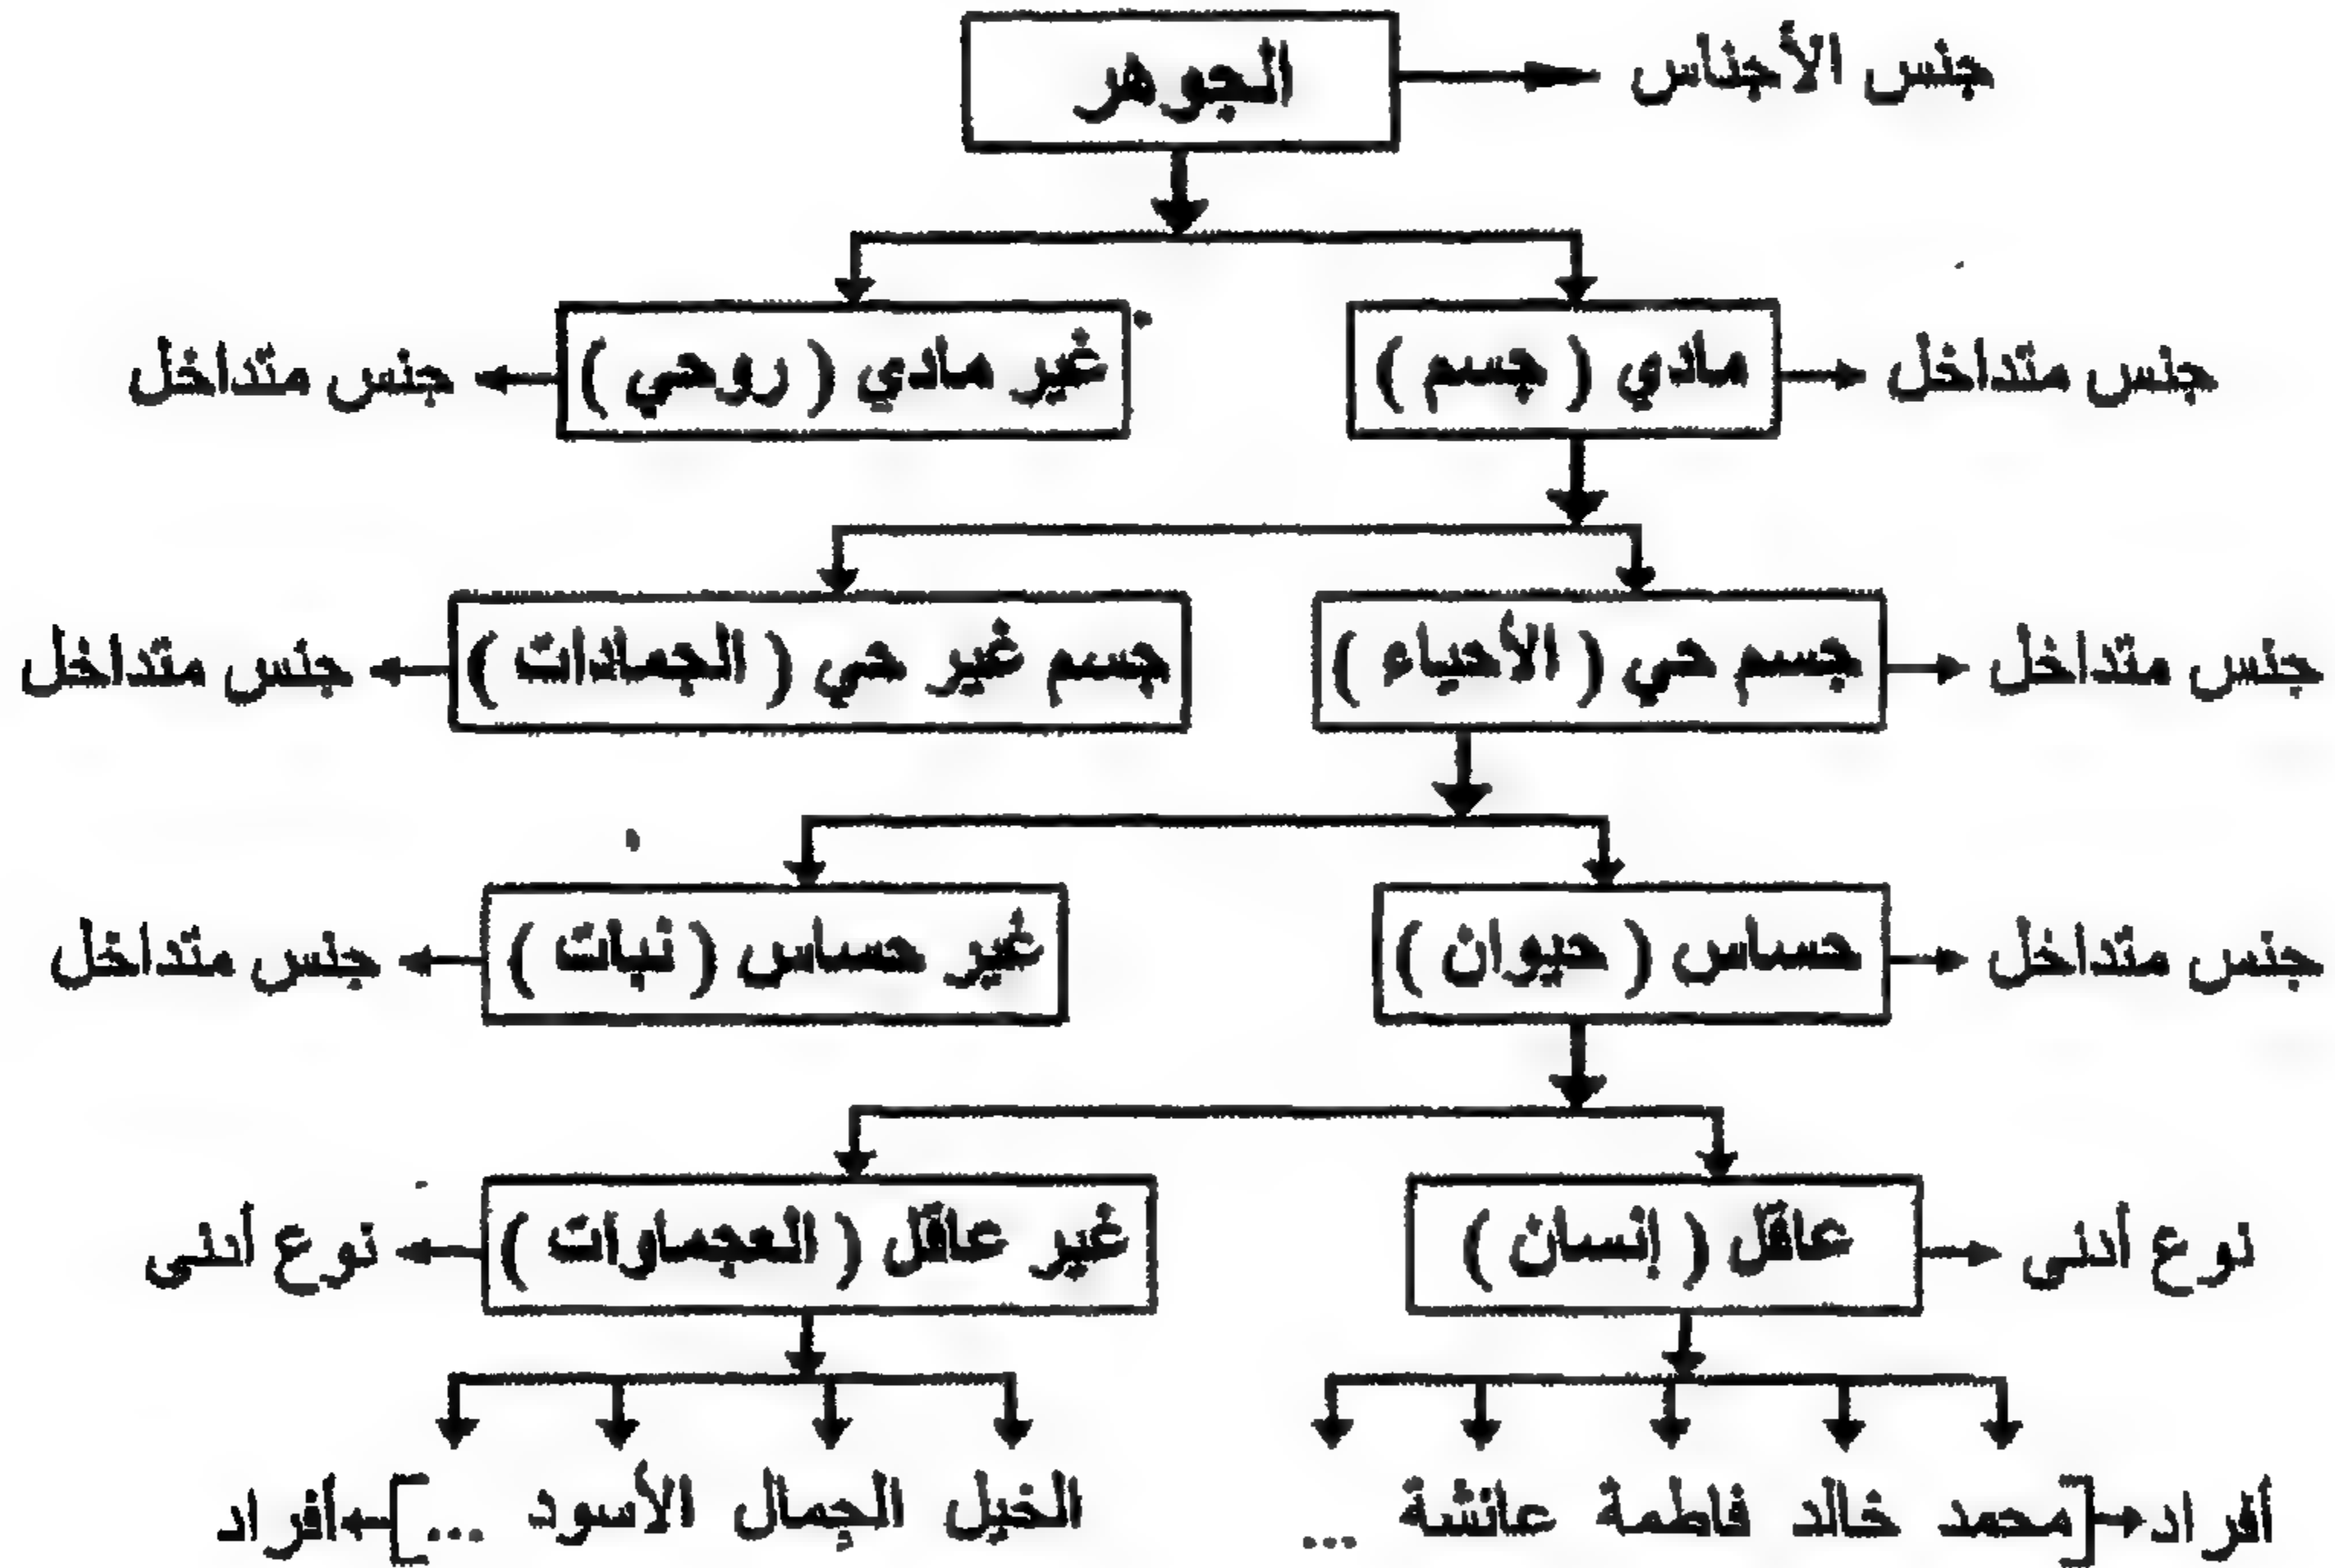 الجوهر جنس الأجناس
جنس متداخل مادي ( جسم ) غير مادي ( روحي ) جنس متداخل
جنس متداخل جسم حي ( الأحياء ) جسم غير حي ( الجمادات ) جنس متداخل
جنس متداخل حساس ( حيوان ) غير حساس ( نبات ) جنس متداخل
نوع أدنى عاقل ( إنسان ) غير عاقل ( العجماوات ) نوع أدنى
أفراد [ محمد خالد فاطمة عائشة ... الخيل الجمال الأسود ... ] أفراد